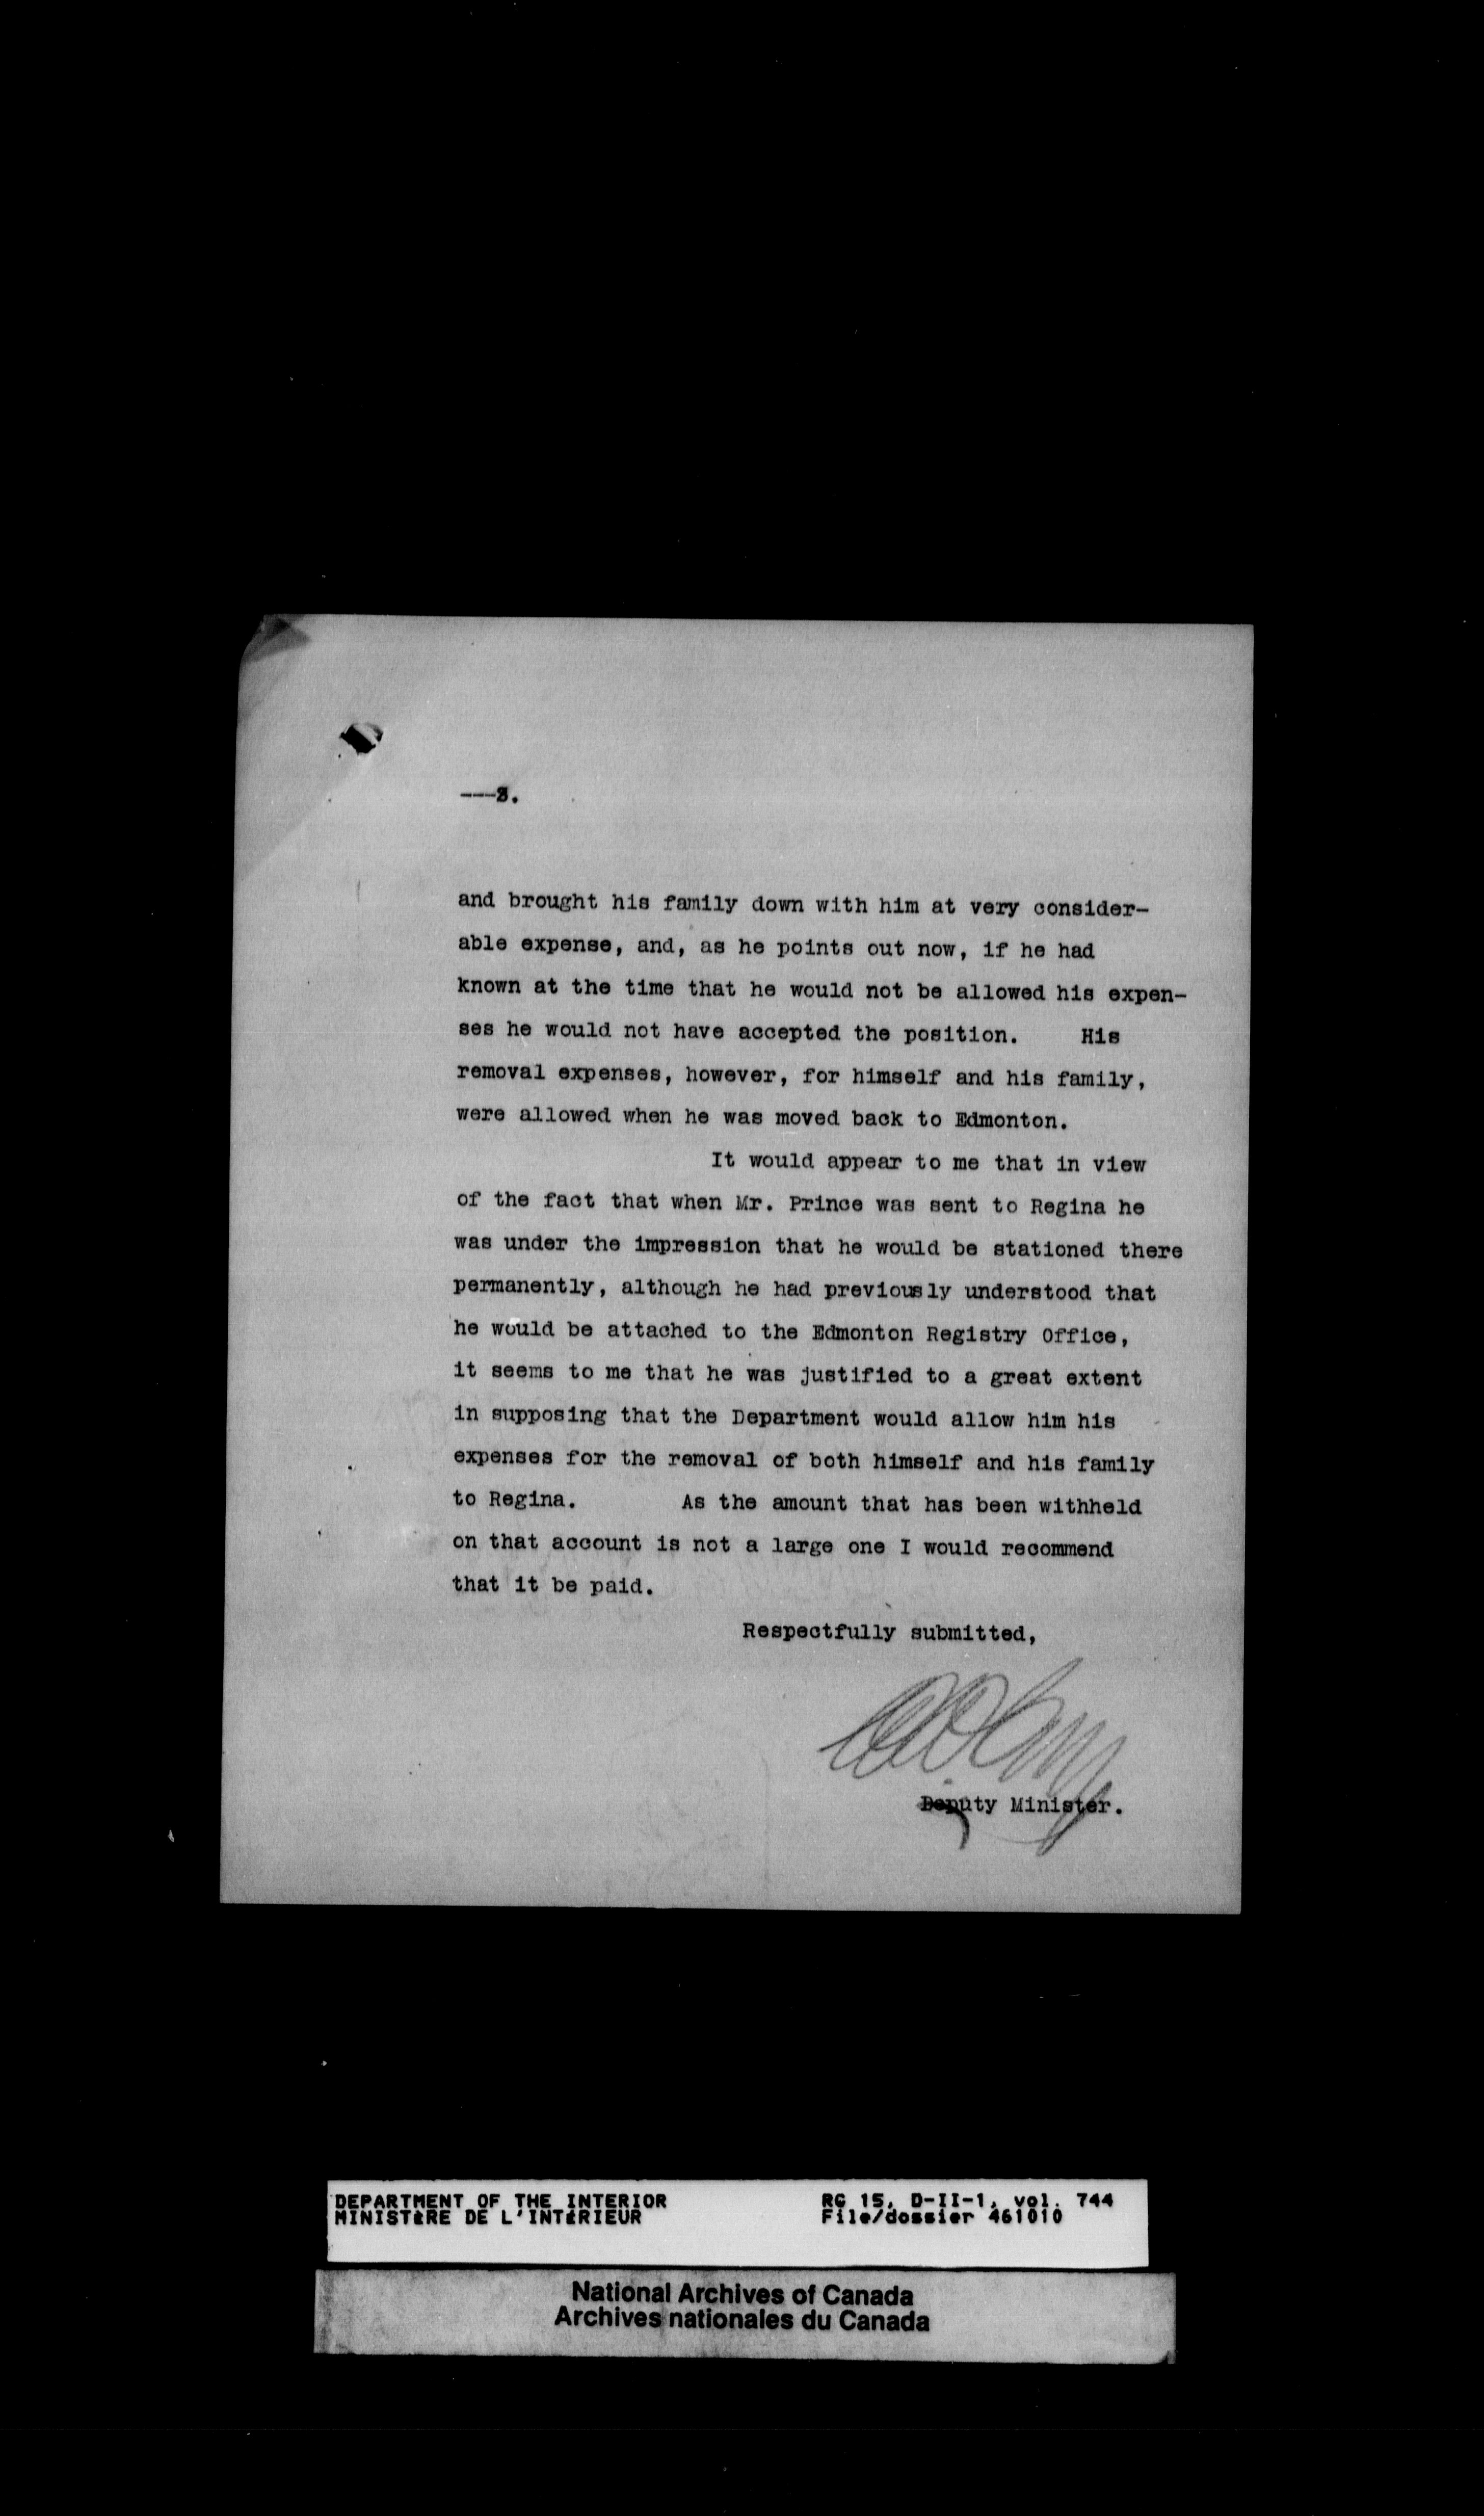 and brought his family down with him at very consider-
able expense, and, as he points out now, if he had
known at the time that he would not be allowed his expen-
ses he would not have accepted the position. His
removal expenses, however, for himself and his family,
were allowed when he was moved back to Edmonton.
It would appear to me that in view
of the fact that when Mr. Prince was sent to Regina he
was under the impression that he would be stationed there
permanently, although he had previously understood that
he would be attached to the Edmonton Registry Office,
it seems to me that he was justified to a great extent
in supposing that the Department would allow him his
expenses for the removal of both himself and his family
to Regina. As the amount that has been withheld
on that account is not a large one I would recommend
that it be paid.
Respectfully submitted,
Deputy Minister.
DEPARTMENT OF THE INTERIOR RG 15, D-II-1, vol. 744
MINISTÈRE DE L'INTÉRIEUR File/dossier 461010
National Archives of Canada
Archives nationales du Canada